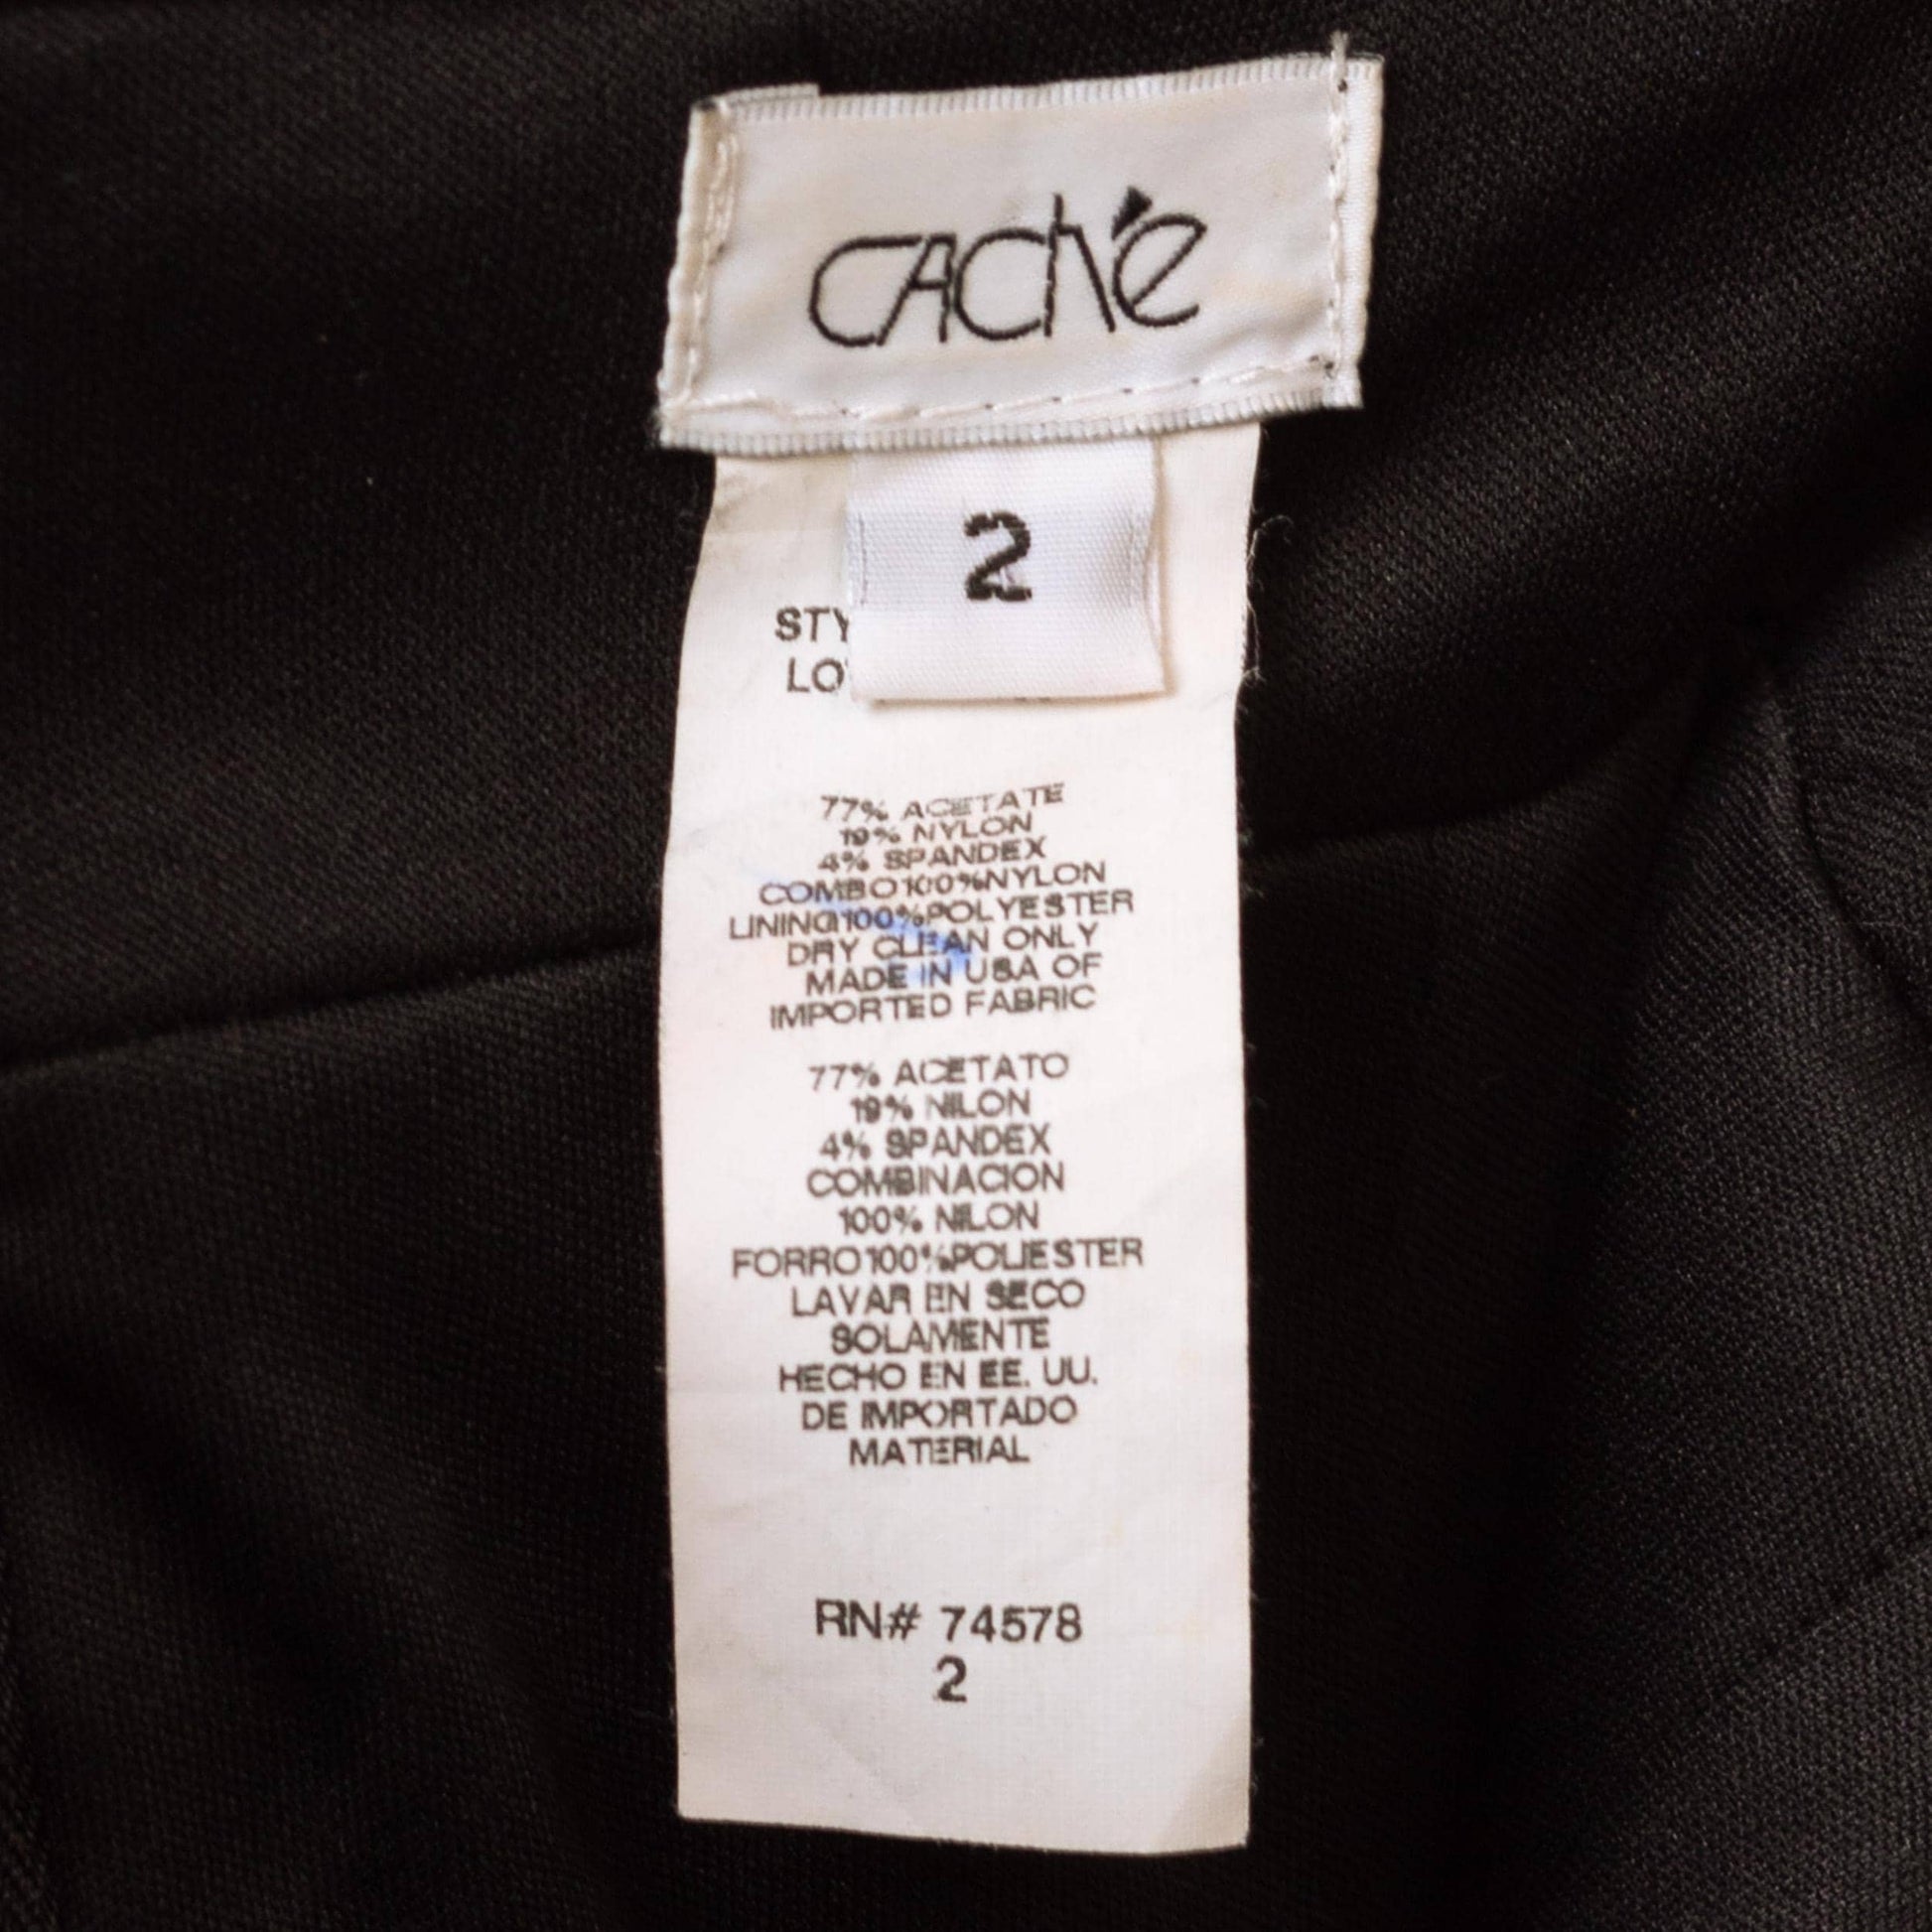 caché
2
STY
LO
77% ACETATE
19% NYLON
4% SPANDEX
COMBO100%NYLON
LINING100%POLYESTER
DRY CLEAN ONLY
MADE IN USA OF
IMPORTED FABRIC
77% ACETATO
19% NILON
4% SPANDEX
COMBINACION
100% NILON
FORRO100%POLIESTER
LAVAR EN SECO
SOLAMENTE
HECHO EN EE. UU.
DE IMPORTADO
MATERIAL
RN# 74578
2